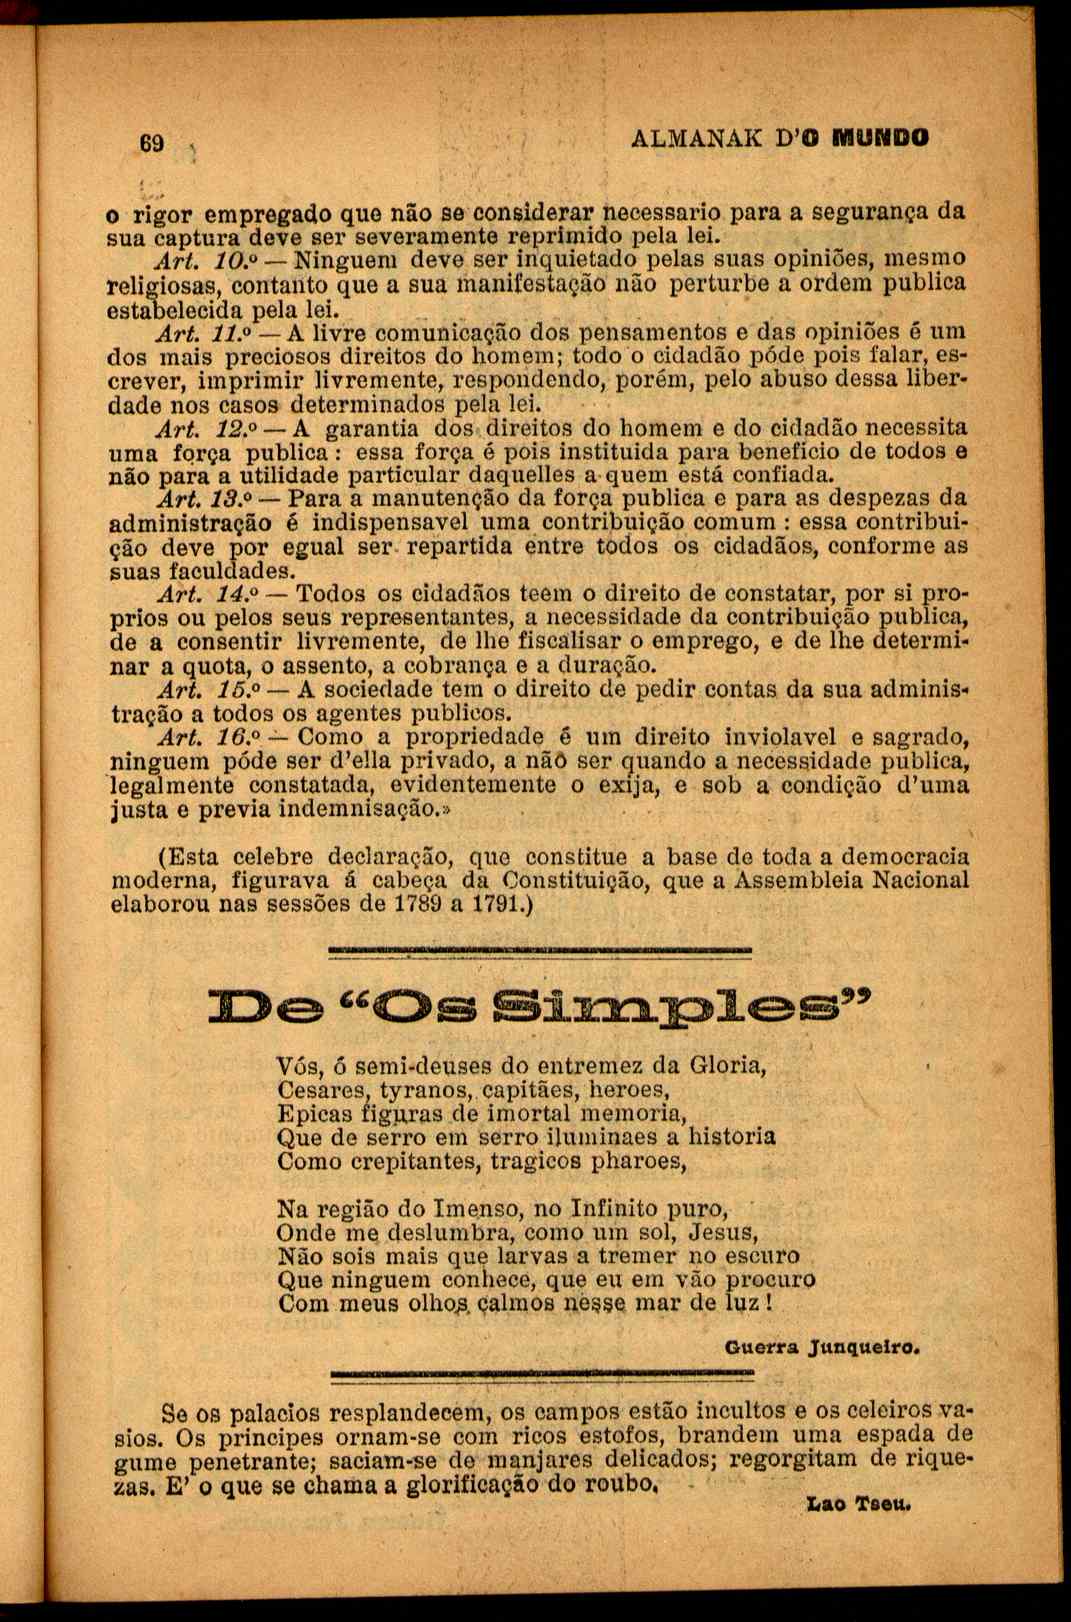 69
ALMANAK D'O MUNDO
o rigor empregado que não se considerar necessario para a segurança da
sua captura deve ser severamente reprimido pela lei.
Art. 10.º — Ninguem deve ser inquietado pelas suas opiniões, mesmo
religiosas, contanto que a sua manifestação não perturbe a ordem publica
estabelecida pela lei.
Art. 11.º — A livre comunicação dos pensamentos e das opiniões é um
dos mais preciosos direitos do homem; todo o cidadão póde pois falar, es-
crever, imprimir livremente, respondendo, porém, pelo abuso dessa liber-
dade nos casos determinados pela lei.
Art. 12.º — A garantia dos direitos do homem e do cidadão necessita
uma força publica : essa força é pois instituida para beneficio de todos e
não para a utilidade particular daquelles a quem está confiada.
Art. 13.º — Para a manutenção da força publica e para as despezas da
administração é indispensavel uma contribuição comum : essa contribui-
ção deve por egual ser repartida entre todos os cidadãos, conforme as
suas faculdades.
Art. 14.º — Todos os cidadãos teem o direito de constatar, por si pro-
prios ou pelos seus representantes, a necessidade da contribuição publica,
de a consentir livremente, de lhe fiscalisar o emprego, e de lhe determi-
nar a quota, o assento, a cobrança e a duração.
Art. 15.º — A sociedade tem o direito de pedir contas da sua adminis-
tração a todos os agentes publicos.
Art. 16.º — Como a propriedade é um direito inviolavel e sagrado,
ninguem póde ser d'ella privado, a não ser quando a necessidade publica,
legalmente constatada, evidentemente o exija, e sob a condição d'uma
justa e previa indemnisação.»
(Esta celebre declaração, que constitue a base de toda a democracia
moderna, figurava á cabeça da Constituição, que a Assembleia Nacional
elaborou nas sessões de 1789 a 1791.)
De “Os Simples”
Vós, ó semi-deuses do entremez da Gloria,
Cesares, tyranos, capitães, heroes,
Epicas figuras de imortal memoria,
Que de serro em serro iluminaes a historia
Como crepitantes, tragicos pharoes,
Na região do Imenso, no Infinito puro,
Onde me deslumbra, como um sol, Jesus,
Não sois mais que larvas a tremer no escuro
Que ninguem conhece, que eu em vão procuro
Com meus olhos calmos nesse mar de luz !
Guerra Junqueiro.
Se os palacios resplandecem, os campos estão incultos e os celeiros va-
sios. Os principes ornam-se com ricos estofos, brandem uma espada de
gume penetrante; saciam-se de manjares delicados; regorgitam de rique-
zas. E' o que se chama a glorificação do roubo.
Lao Tseu.